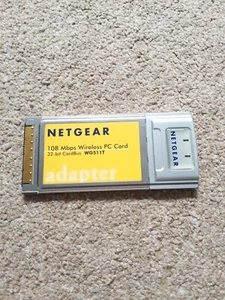 NETGEAR
108 Mbps Wireless PC Card
32-bit CardBus WG511T
adapter
NETGEAR